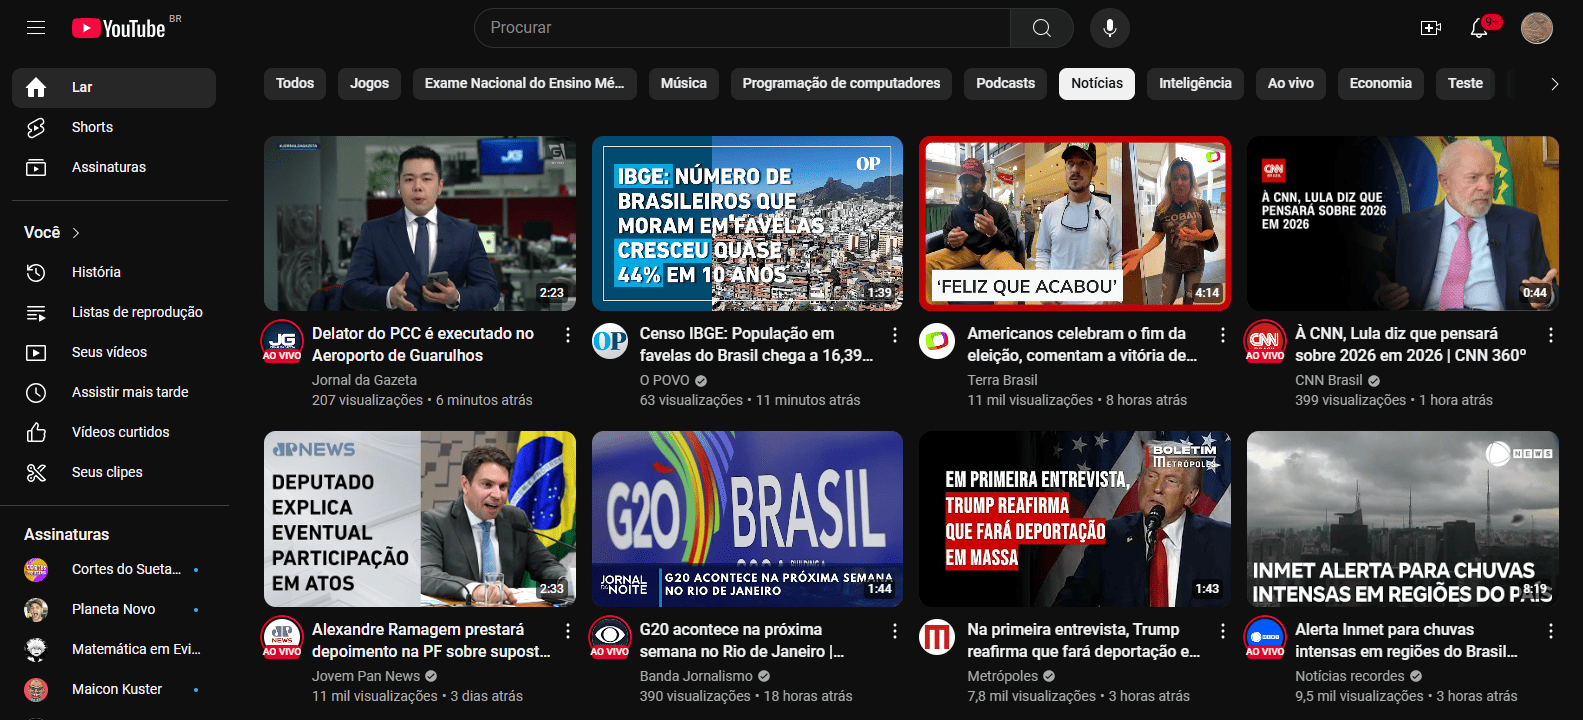 YouTube BR
Procurar
9+
Lar
Shorts
Assinaturas
Você
História
Listas de reprodução
Seus vídeos
Assistir mais tarde
Vídeos curtidos
Seus clipes
Assinaturas
Cortes do Sueta...
Planeta Novo
Matemática em Evi...
Maicon Kuster
Todos
Jogos
Exame Nacional do Ensino Mé...
Música
Programação de computadores
Podcasts
Notícias
Inteligência
Ao vivo
Economia
Teste
#JORNALDAGAZETA
JG
2:23
JG
AO VIVO
Delator do PCC é executado no
Aeroporto de Guarulhos
Jornal da Gazeta
207 visualizações • 6 minutos atrás
OP
IBGE: NÚMERO DE
BRASILEIROS QUE
MORAM EM FAVELAS
CRESCEU QUASE
44% EM 10 ANOS
1:39
OP
Censo IBGE: População em
favelas do Brasil chega a 16,39...
O POVO
63 visualizações • 11 minutos atrás
'FELIZ QUE ACABOU'
4:14
Americanos celebram o fim da
eleição, comentam a vitória de...
Terra Brasil
11 mil visualizações • 8 horas atrás
CNN
BRASIL
À CNN, LULA DIZ QUE
PENSARÁ SOBRE 2026
EM 2026
0:44
CNN
AO VIVO
À CNN, Lula diz que pensará
sobre 2026 em 2026 | CNN 360º
CNN Brasil
399 visualizações • 1 hora atrás
JP NEWS
DEPUTADO
EXPLICA
EVENTUAL
PARTICIPAÇÃO
EM ATOS
2:33
JP
NEWS
AO VIVO
Alexandre Ramagem prestará
depoimento na PF sobre supost...
Jovem Pan News
11 mil visualizações • 3 dias atrás
G20 BRASIL
JORNAL
DA NOITE
G20 ACONTECE NA PRÓXIMA SEMANA
NO RIO DE JANEIRO
1:44
AO VIVO
G20 acontece na próxima
semana no Rio de Janeiro |...
Banda Jornalismo
390 visualizações • 18 horas atrás
BOLETIM
METRÓPOLES
EM PRIMEIRA ENTREVISTA,
TRUMP REAFIRMA
QUE FARÁ DEPORTAÇÃO
EM MASSA
1:43
Na primeira entrevista, Trump
reafirma que fará deportação e...
Metrópoles
7,8 mil visualizações • 3 horas atrás
NEWS
INMET ALERTA PARA CHUVAS
INTENSAS EM REGIÕES DO PAÍS
8:19
AO VIVO
Alerta Inmet para chuvas
intensas em regiões do Brasil...
Notícias recordes
9,5 mil visualizações • 3 horas atrás